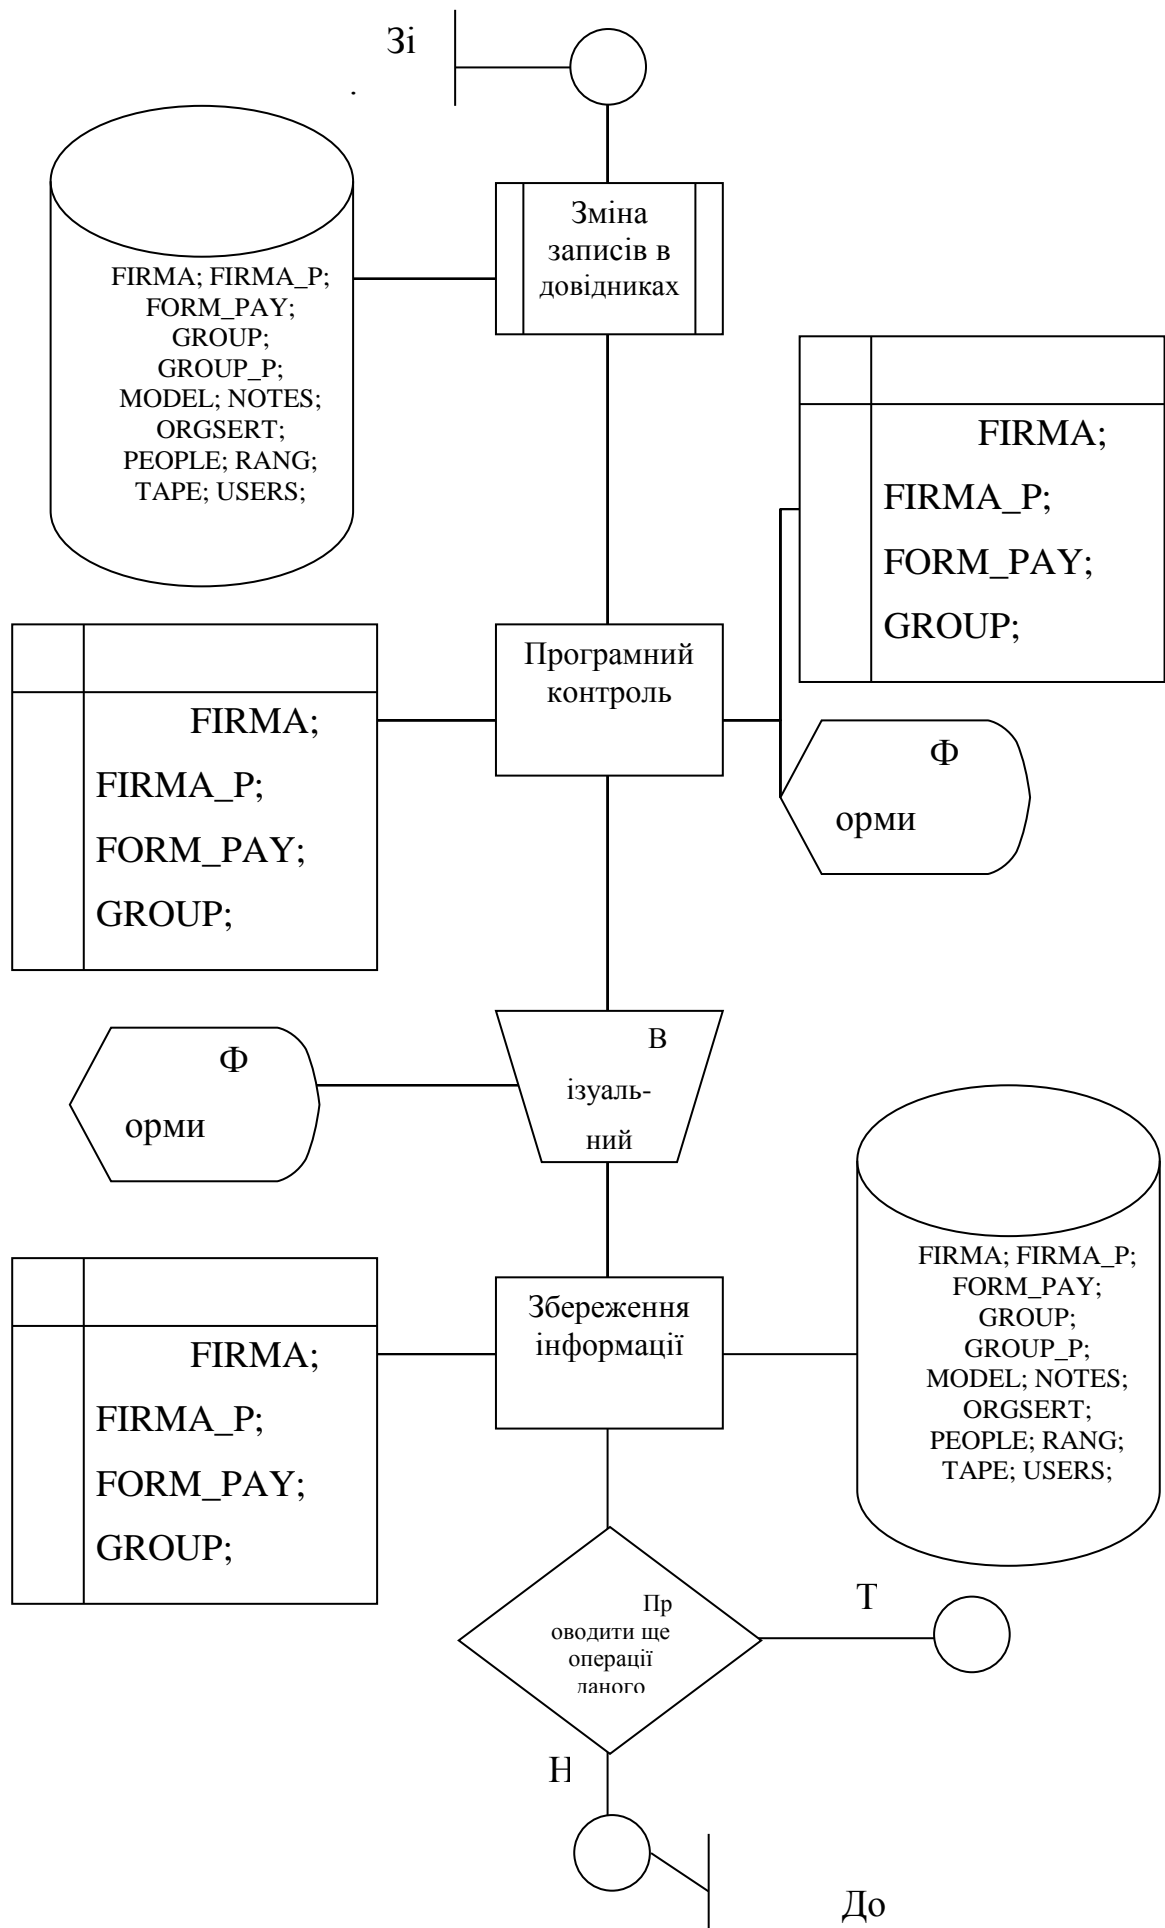 Зі
.
Зміна
записів в
довідниках
FIRMA; FIRMA_P;
FORM_PAY;
GROUP;
GROUP_P;
MODEL; NOTES;
ORGSERT;
PEOPLE; RANG;
TAPE; USERS;
FIRMA;
FIRMA_P;
FORM_PAY;
GROUP;
Програмний
контроль
FIRMA;
FIRMA_P;
FORM_PAY;
GROUP;
Ф
орми
В
ізуаль-
ний
Ф
орми
FIRMA; FIRMA_P;
FORM_PAY;
GROUP;
GROUP_P;
MODEL; NOTES;
ORGSERT;
PEOPLE; RANG;
TAPE; USERS;
Збереження
інформації
FIRMA;
FIRMA_P;
FORM_PAY;
GROUP;
Пр
оводити ще
операції
даного
Т
Н
До